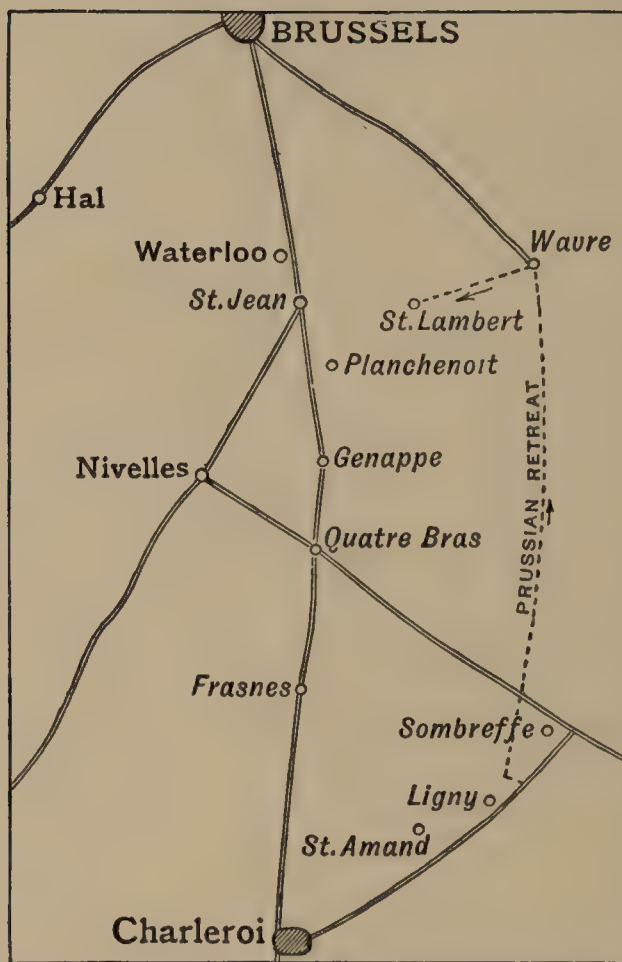 BRUSSELS
Hal
Waterloo
Wavre
St. Jean
St. Lambert
Planchenoit
Nivelles
Genappe
PRUSSIAN RETREAT
Quatre Bras
Frasnes
Sombreffe
Ligny
St. Amand
Charleroi